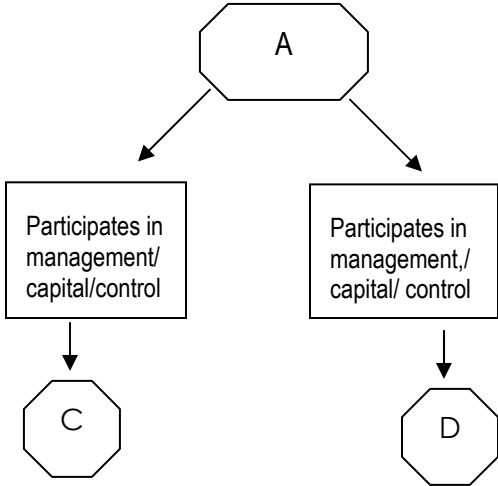 A
Participates in
management/
capital/control
Participates in
management,/
capital/ control
C
D